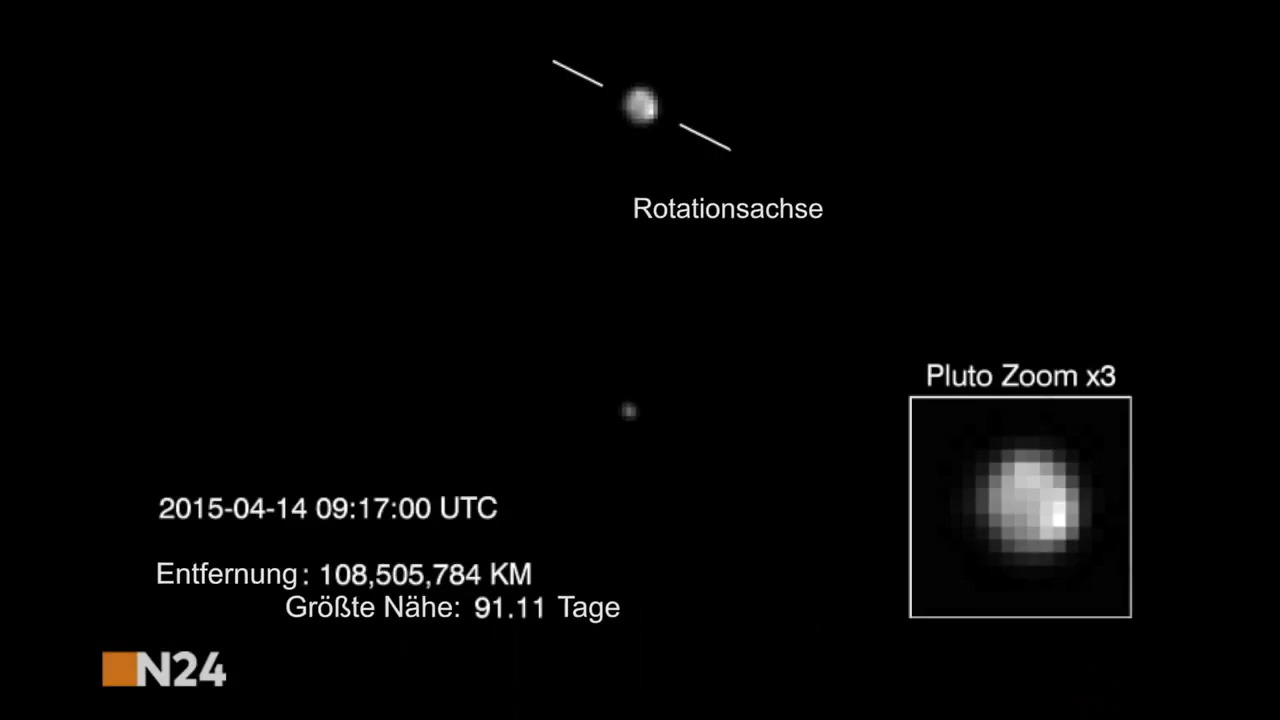 Rotationsachse
Pluto Zoom x3
2015-04-14 09:17:00 UTC
Entfernung: 108,505,784 KM
Größte Nähe: 91.11 Tage
N24